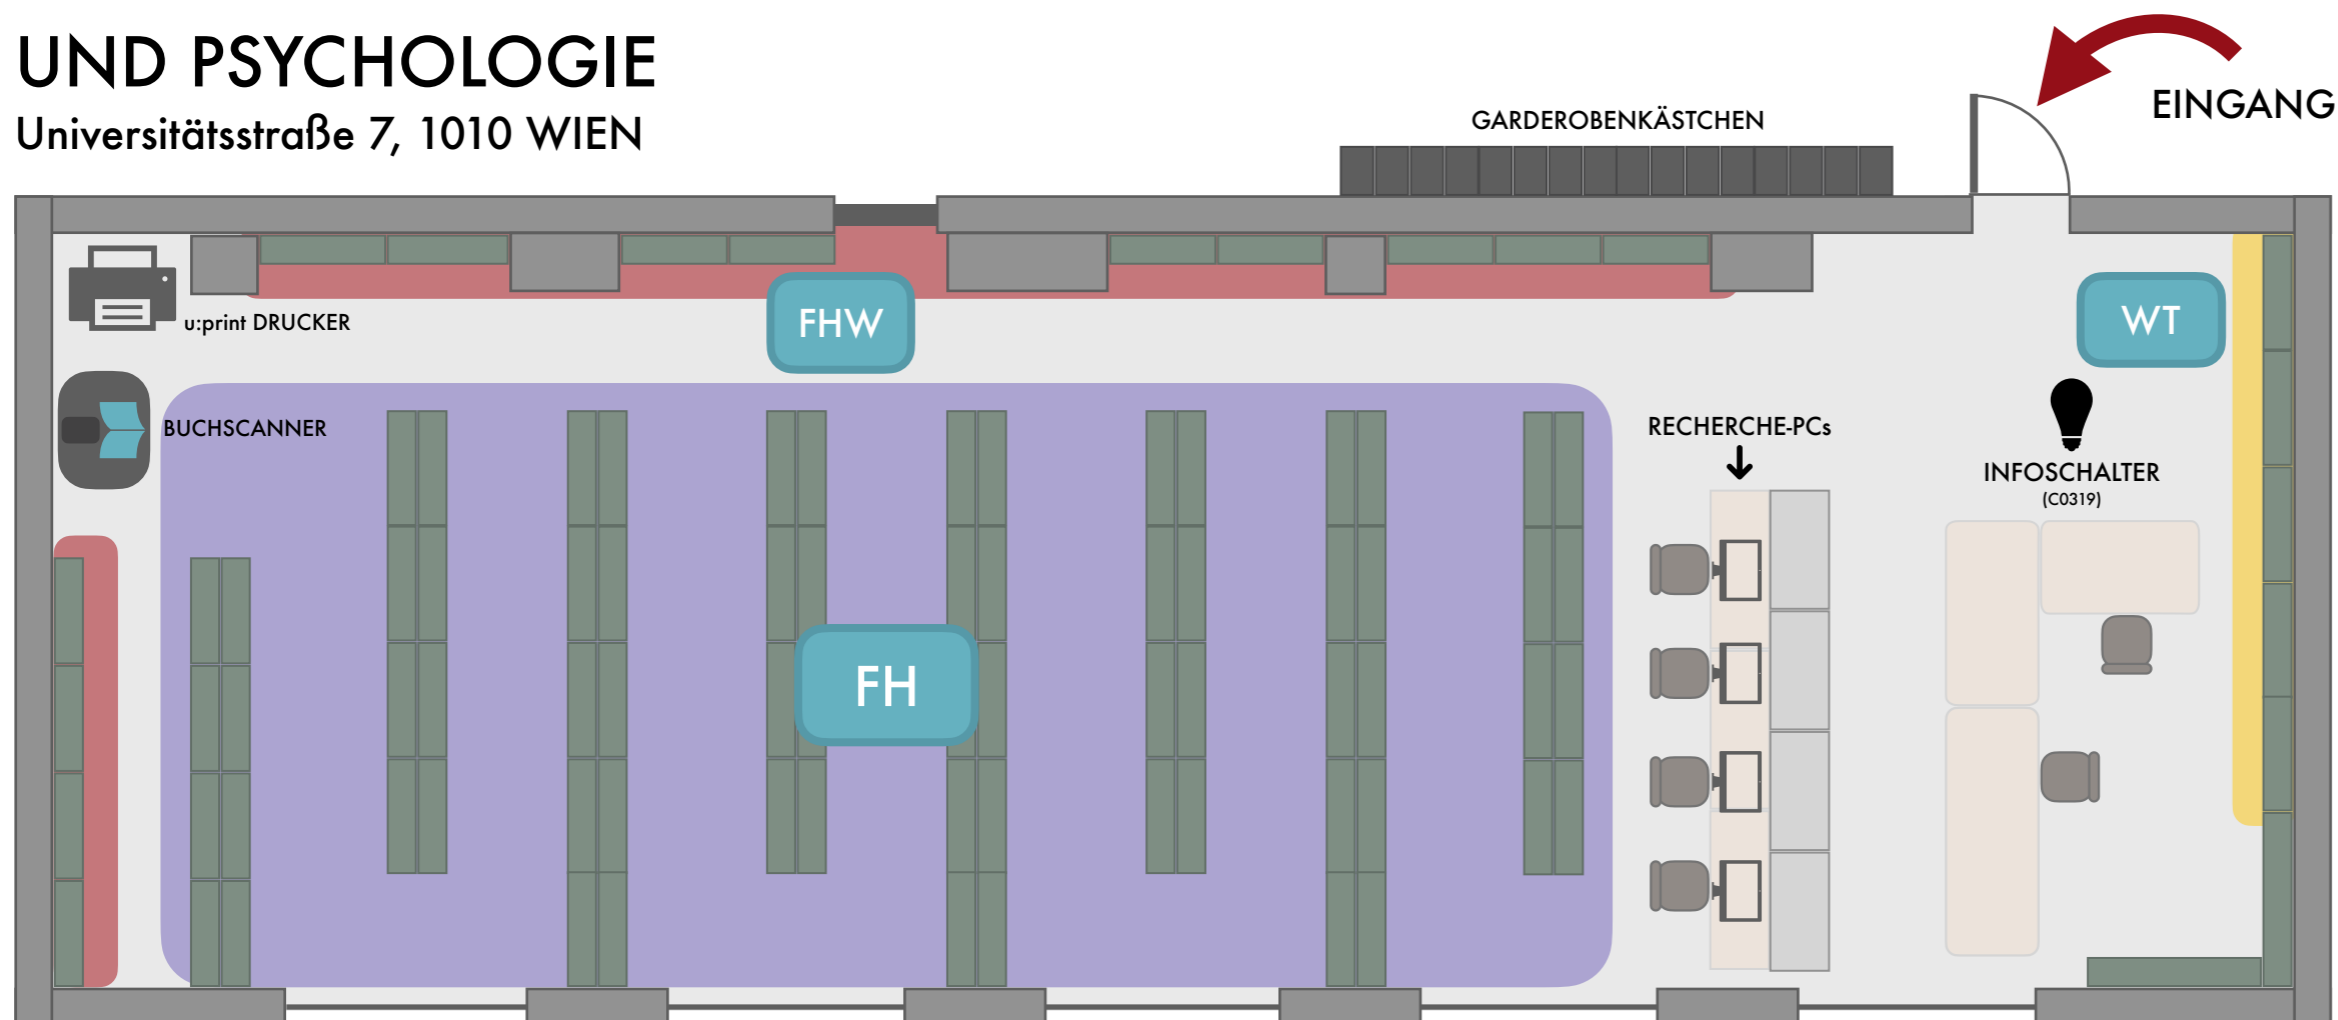 UND PSYCHOLOGIE
Universitätsstraße 7, 1010 WIEN
GARDEROBENKÄSTCHEN
EINGANG
u:print DRUCKER
FHW
WT
BUCHSCANNER
RECHERCHE-PCs
INFOSCHALTER
(C0319)
FH